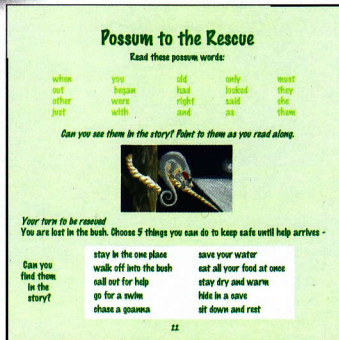 Possum to the Rescue
Read these possum words:
when you old only must
out began had looked they
other were right said she
just with and as them
Can you see them in the story? Point to them as you read along.
Your turn to be rescued
You are lost in the bush. Choose 5 things you can do to keep safe until help arrives -
Can you find them in the story?
stay in the one place save your water
walk off into the bush eat all your food at once
call out for help stay dry and warm
go for a swim hide in a cave
chase a goanna sit down and rest
11